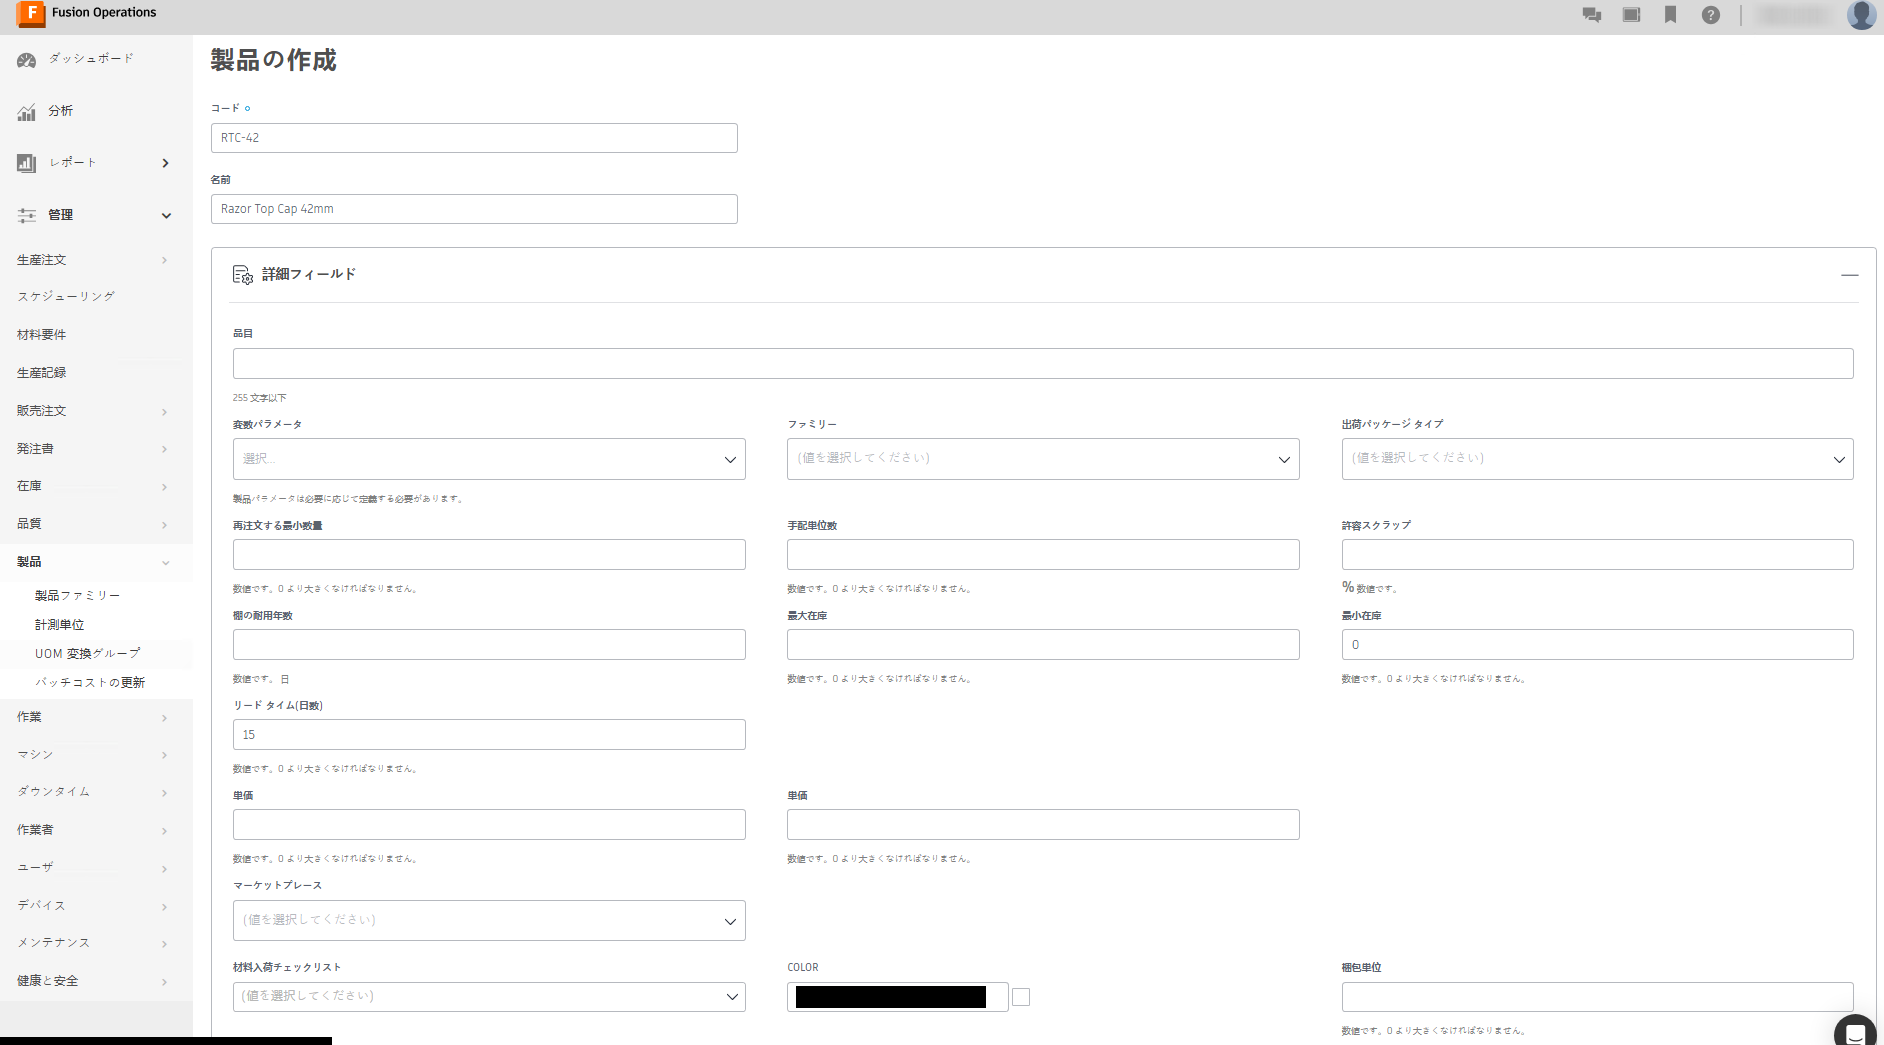 Fusion Operations
ダッシュボード
分析
レポート
管理
生産注文
スケジューリング
材料要件
生産記録
販売注文
発注書
在庫
品質
製品
製品ファミリー
計測単位
UOM 変換グループ
バッチコストの更新
作業
マシン
ダウンタイム
作業者
ユーザ
デバイス
メンテナンス
健康と安全
製品の作成
コード
RTC-42
名前
Razor Top Cap 42mm
詳細フィールド
品目
255 文字以下
変数パラメータ ファミリー 出荷パッケージ タイプ
選択... (値を選択してください) (値を選択してください)
製品パラメータは必要に応じて定義する必要があります。
再注文する最小数量 手配単位数 許容スクラップ
数値です。0 より大きくなければなりません。 数値です。0 より大きくなければなりません。 % 数値です。
棚の耐用年数 最大在庫 最小在庫
0
数値です。 日 数値です。0 より大きくなければなりません。 数値です。0 より大きくなければなりません。
リード タイム(日数)
15
数値です。0 より大きくなければなりません。
単価 単価
数値です。0 より大きくなければなりません。 数値です。0 より大きくなければなりません。
マーケットプレース
(値を選択してください)
材料入荷チェックリスト COLOR 梱包単位
(値を選択してください)
数値です。0 より大きくなければなりません。